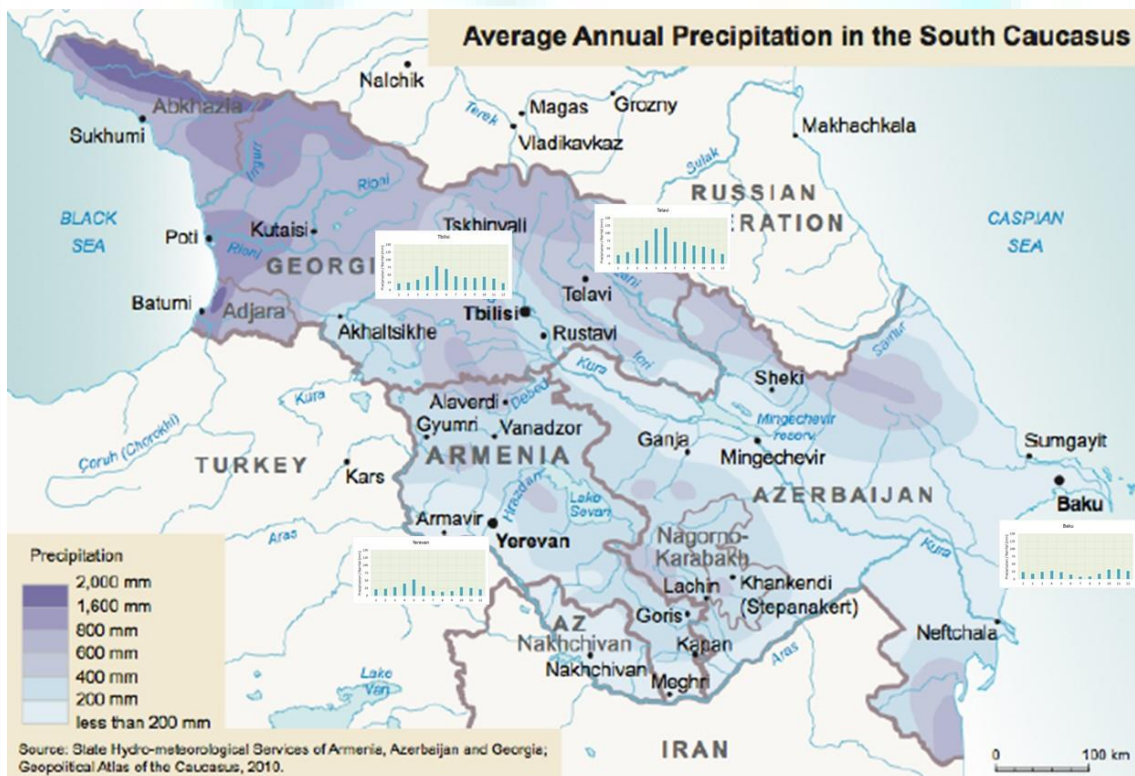 Average Annual Precipitation in the South Caucasus
Nalchik
Magas
Grozny
Terek
Vladikavkaz
Makhachkala
Abkhazia
Sukhumi
Inguri
Rioni
Sulak
RUSSIAN
ERATION
BLACK
SEA
CASPIAN
SEA
Poti
Kutaisi
Rioni
Tskhinvali
GEORGI
Tbilisi
Telavi
Batumi
Adjara
Akhaltsikhe
Tbilisi
Telavi
Rustavi
Iori
Samur
Kura
Kura
Sheki
Alaverdi
Debed
Gyumri
Vanadzor
ARMENIA
Mingechevir
reserv.
Ganja
Mingechevir
Sumgayit
Baku
Çoruh (Chorokhi)
TURKEY
Kars
AZERBAIJAN
Hrazdan
Lake
Sevan
Armavir
Yerevan
Aras
Nagorno-
Karabakh
Kura
Baku
Yerevan
Lachin
Khankendi
(Stepanakert)
Goris
AZ
Nakhchivan
Nakhchivan
Kapan
Aras
Neftchala
Meghri
Lake
Van
IRAN
Precipitation
2,000 mm
1,600 mm
800 mm
600 mm
400 mm
200 mm
less than 200 mm
Source: State Hydro-meteorological Services of Armenia, Azerbaijan and Georgia;
Geopolitical Atlas of the Caucasus, 2010.
0
100 km